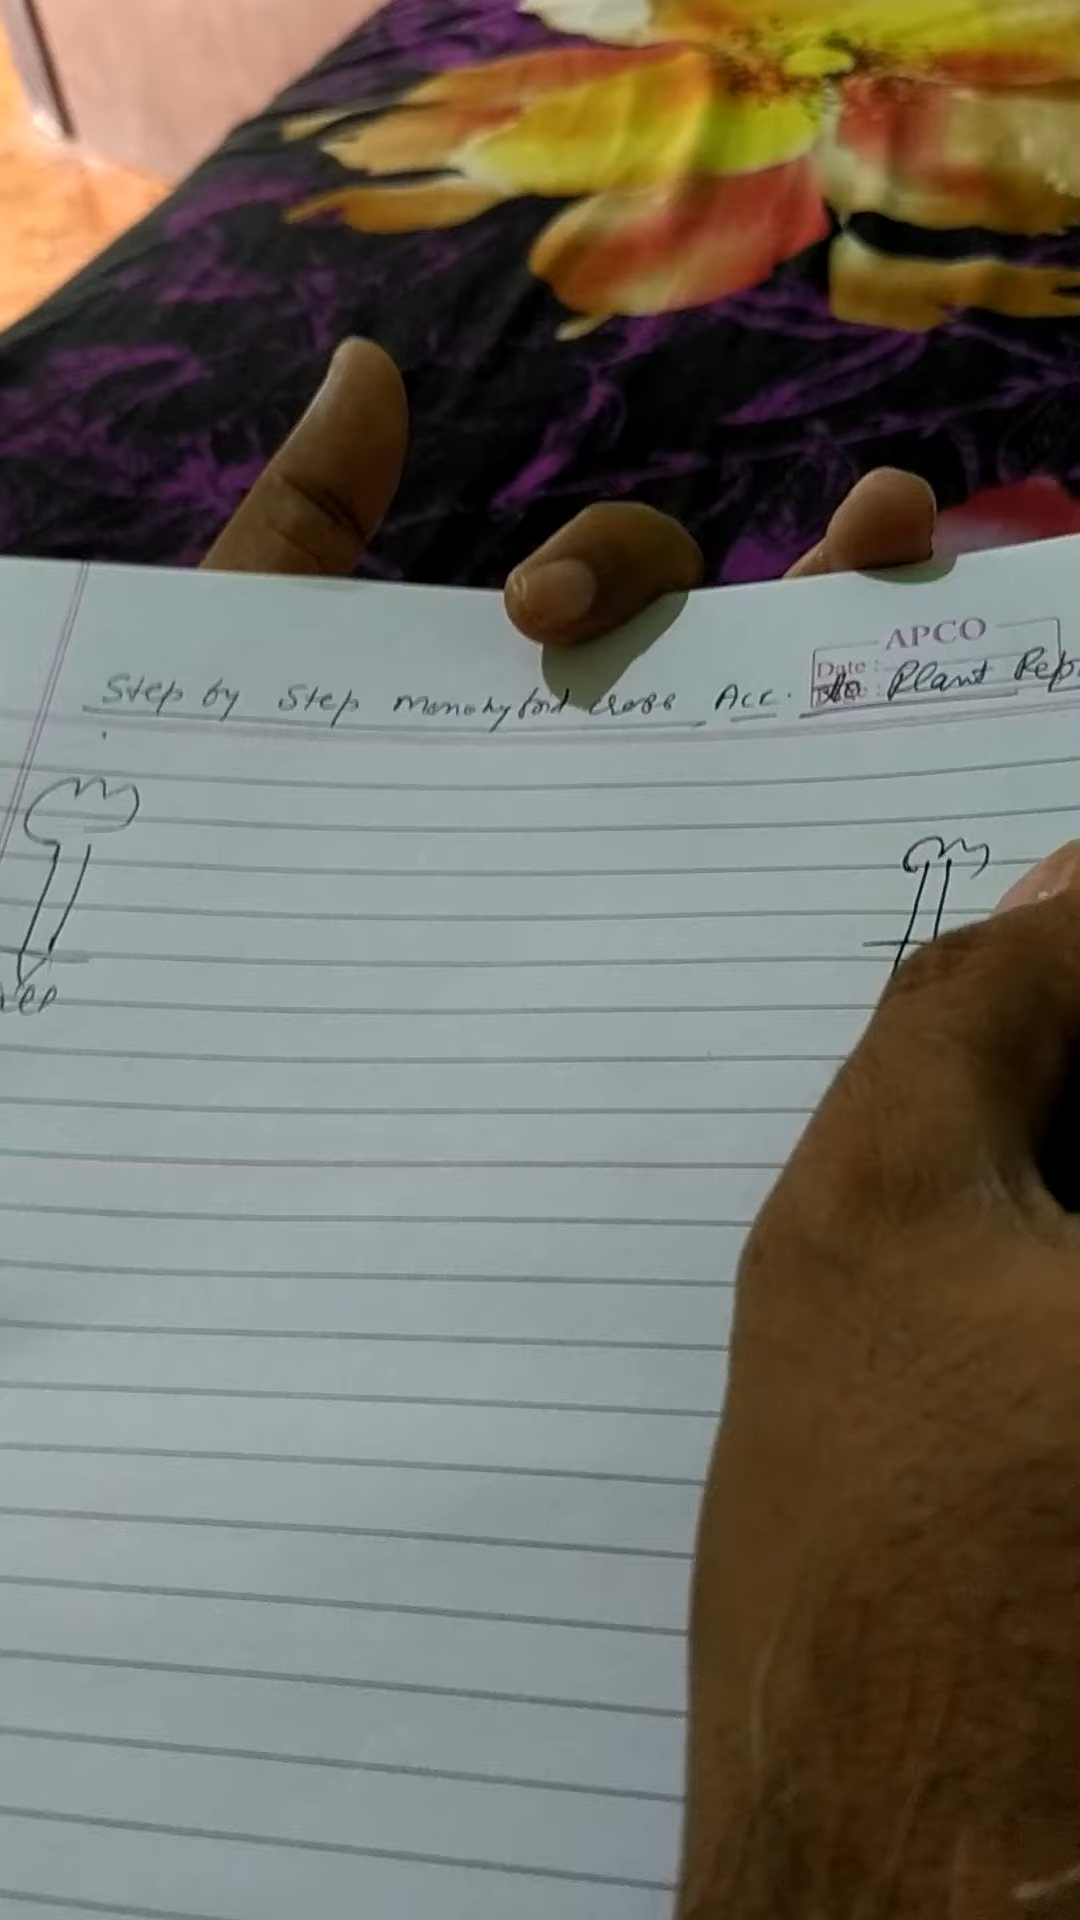 APCO
Date :
Step by Step Monohybrid cross Acc. to Plant Rep.